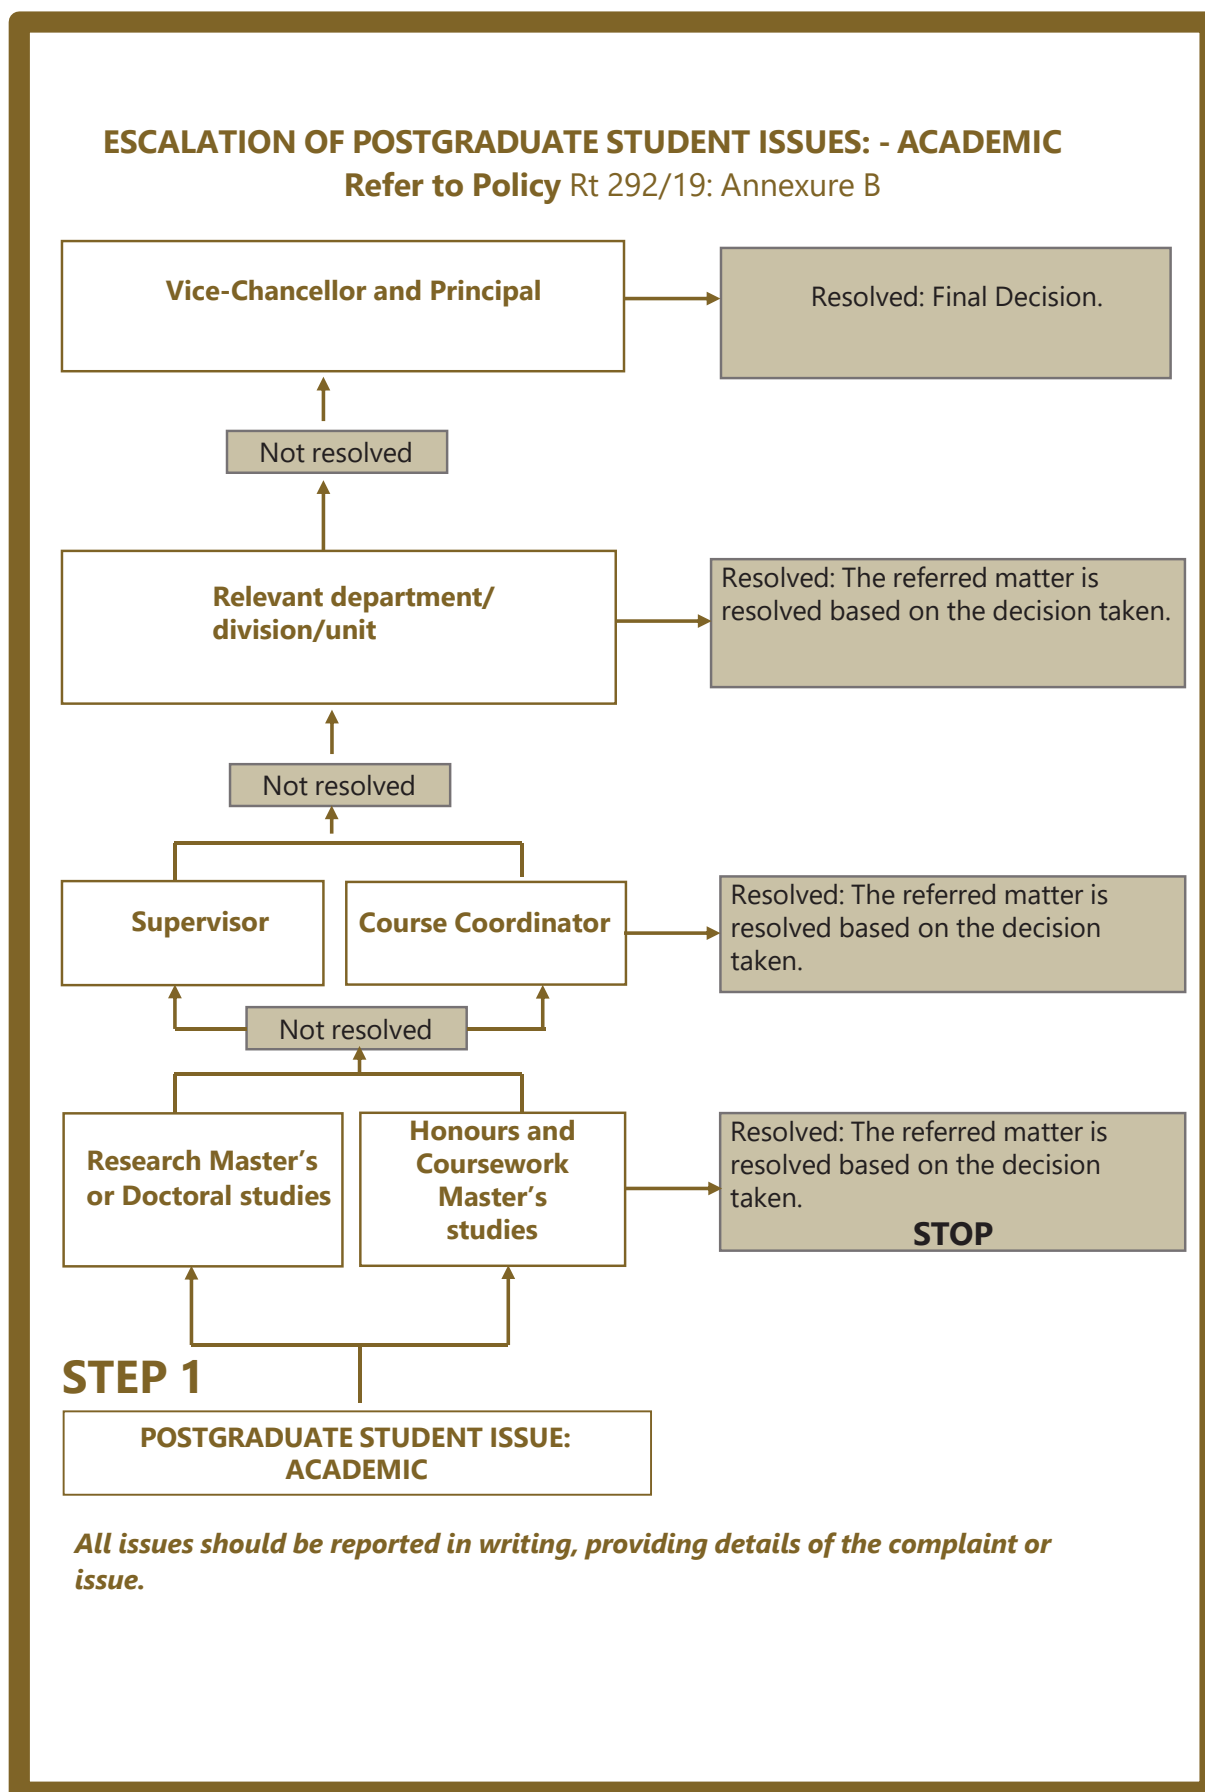 ESCALATION OF POSTGRADUATE STUDENT ISSUES: - ACADEMIC
Refer to Policy Rt 292/19: Annexure B
Vice-Chancellor and Principal
Resolved: Final Decision.
Not resolved
Relevant department/
division/unit
Resolved: The referred matter is
resolved based on the decision taken.
Not resolved
Supervisor
Course Coordinator
Resolved: The referred matter is
resolved based on the decision
taken.
Not resolved
Research Master’s
or Doctoral studies
Honours and
Coursework
Master’s
studies
Resolved: The referred matter is
resolved based on the decision
taken.
STOP
STEP 1
POSTGRADUATE STUDENT ISSUE:
ACADEMIC
All issues should be reported in writing, providing details of the complaint or
issue.